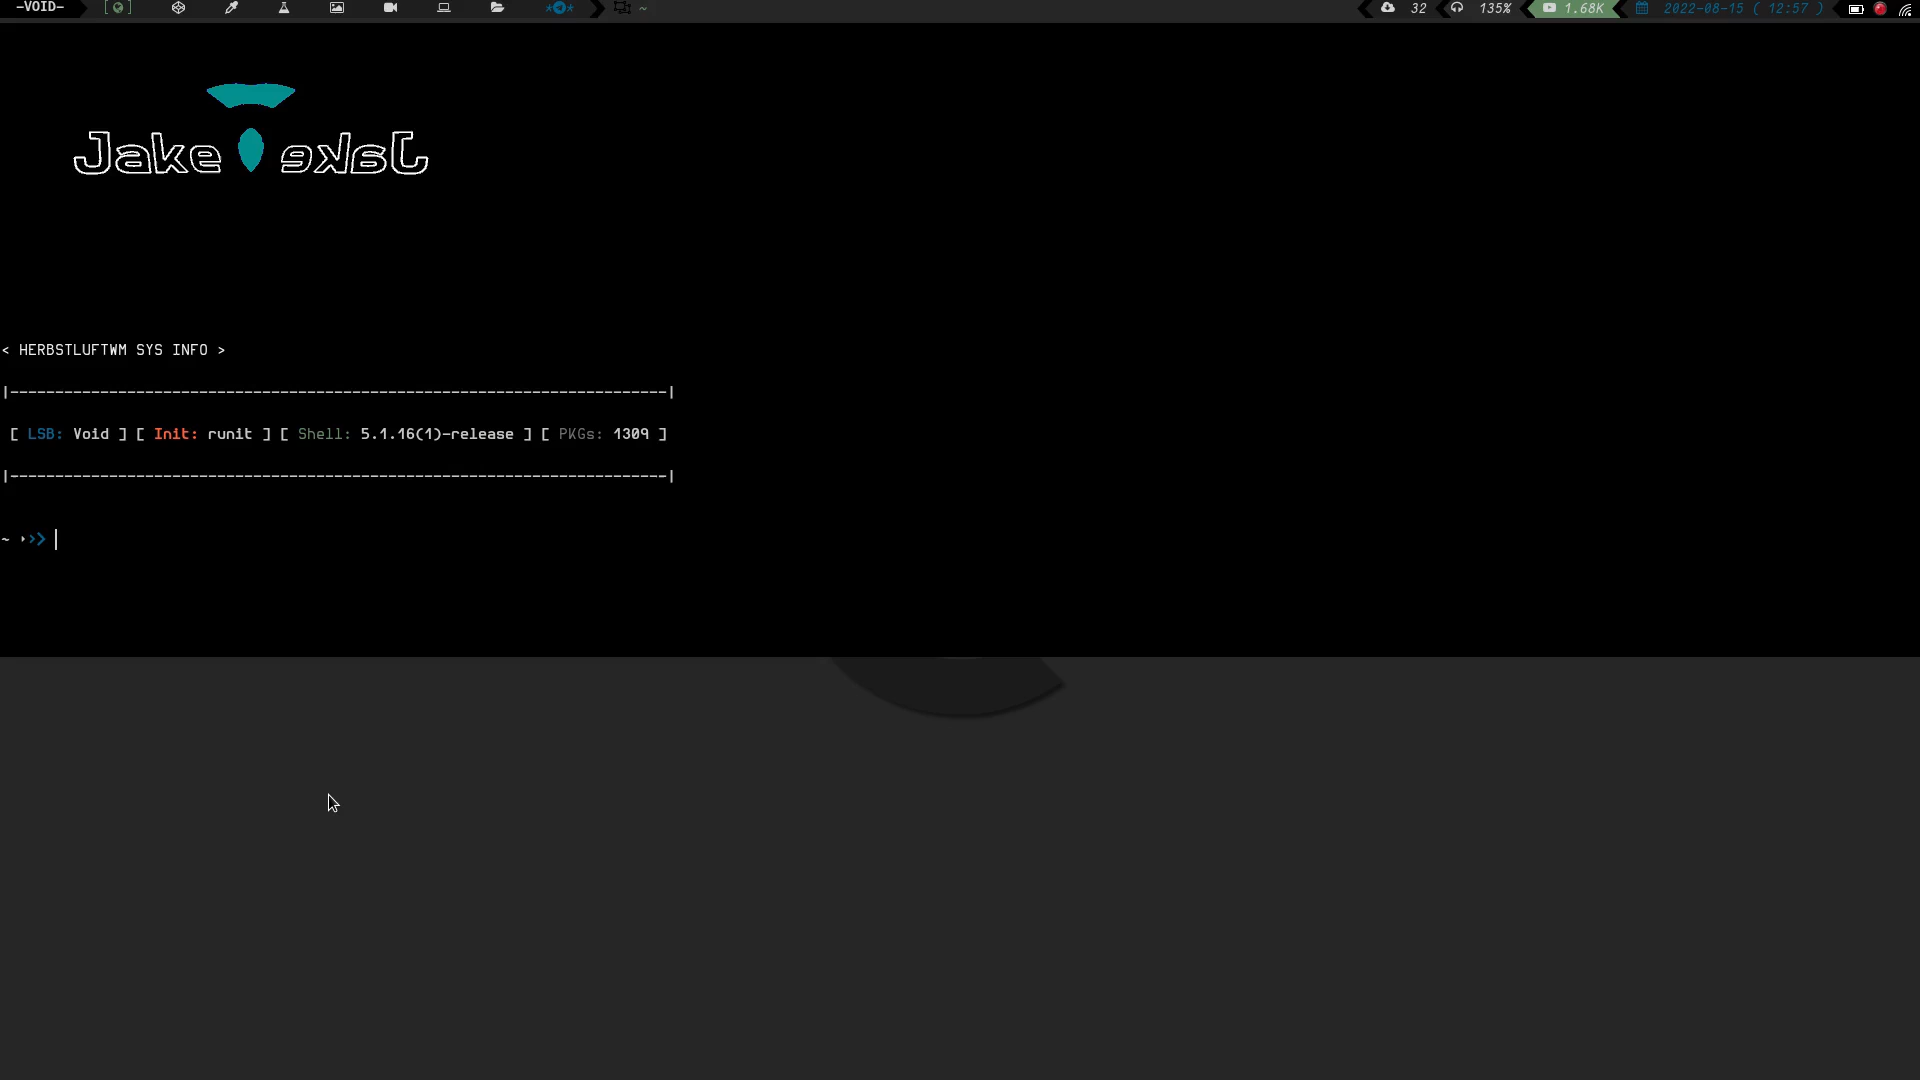 -VOID- [ ] * * ~ 32 135% 1.68K 2022-08-15 ( 12:57 )
Jake ekaJ
< HERBSTLUFTWM SYS INFO >
|-------------------------------------------------------------------------|
[ LSB: Void ] [ Init: runit ] [ Shell: 5.1.16(1)-release ] [ PKGs: 1309 ]
|-------------------------------------------------------------------------|
~ ››>